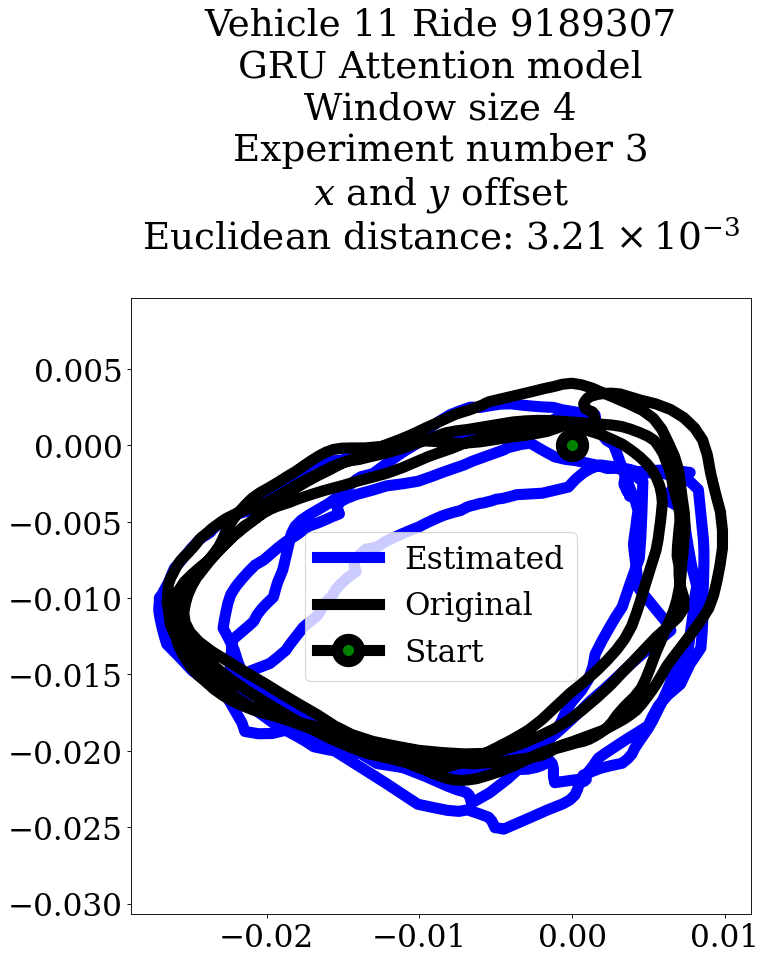 Vehicle 11 Ride 9189307
GRU Attention model
Window size 4
Experiment number 3
x and y offset
Euclidean distance: 3.21 × 10⁻³
0.005
0.000
−0.005
−0.010
−0.015
−0.020
−0.025
−0.030
Estimated
Original
Start
−0.02 −0.01 0.00 0.01